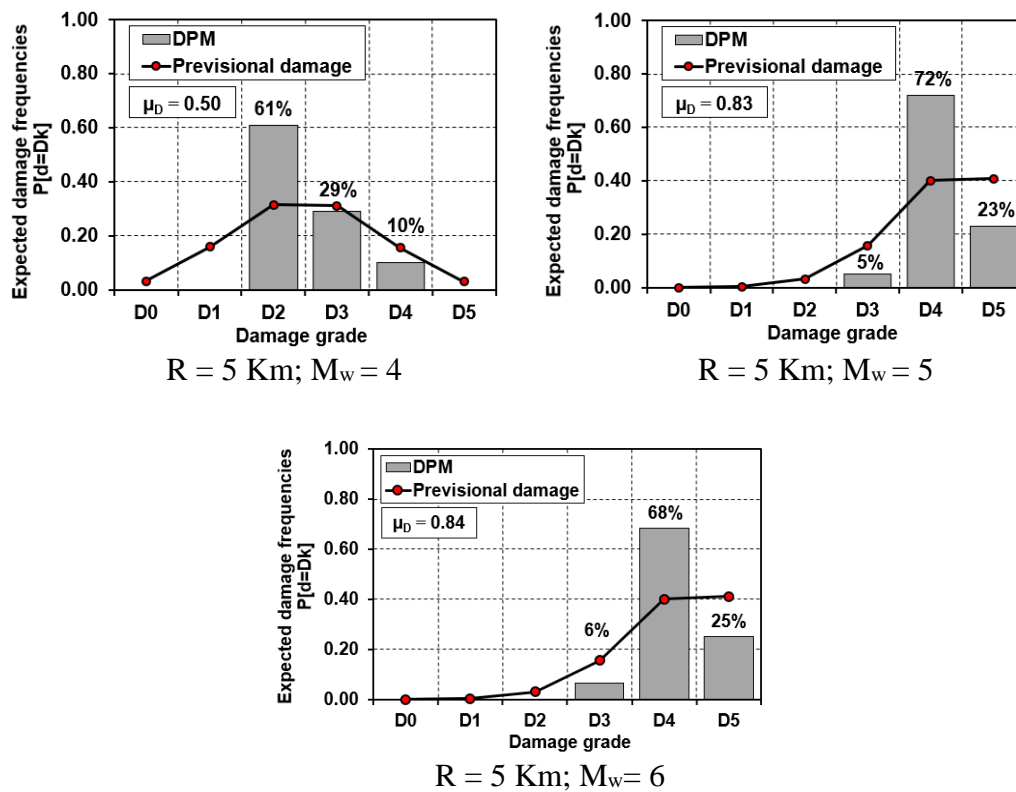 Expected damage frequencies
P[d=Dk]
1.00
0.80
0.60
0.40
0.20
0.00
DPM
Previsional damage
μD = 0.50
61%
29%
10%
D0 D1 D2 D3 D4 D5
Damage grade
R = 5 Km; Mw = 4
Expected damage frequencies
P[d=Dk]
1.00
0.80
0.60
0.40
0.20
0.00
DPM
Previsional damage
μD = 0.83
72%
23%
5%
D0 D1 D2 D3 D4 D5
Damage grade
R = 5 Km; Mw = 5
Expected damage frequencies
P[d=Dk]
1.00
0.80
0.60
0.40
0.20
0.00
DPM
Previsional damage
μD = 0.84
68%
6%
25%
D0 D1 D2 D3 D4 D5
Damage grade
R = 5 Km; Mw= 6